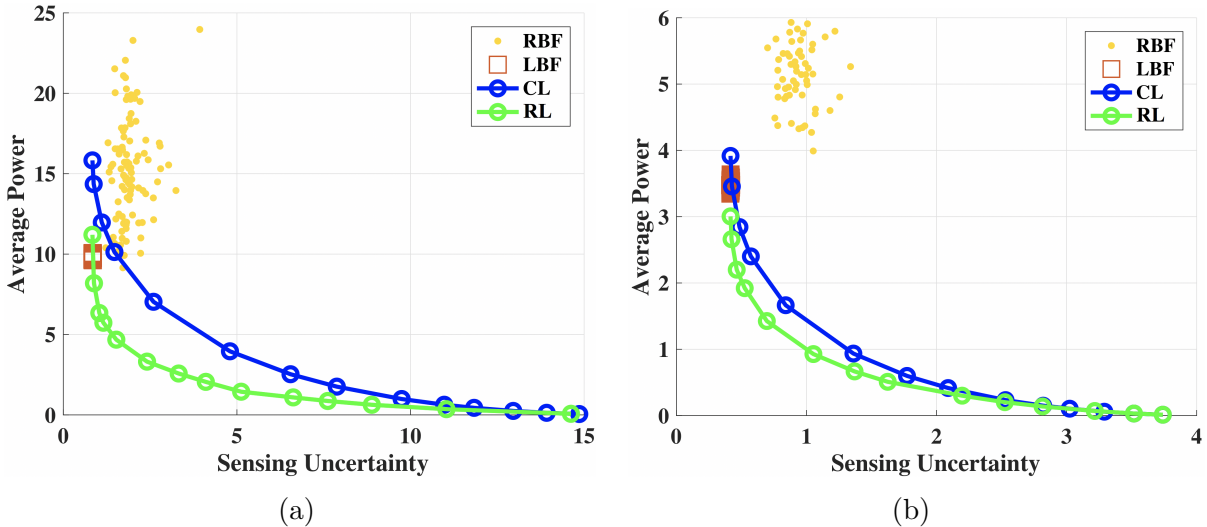 25
20
15
10
5
0
0
5
10
15
Average Power
Sensing Uncertainty
RBF
LBF
CL
RL
(a)
6
5
4
3
2
1
0
0
1
2
3
4
Average Power
Sensing Uncertainty
RBF
LBF
CL
RL
(b)